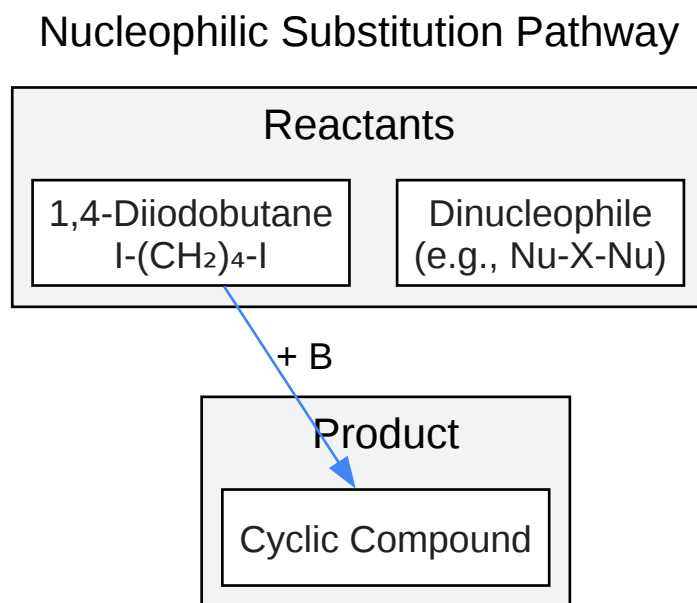 Nucleophilic Substitution Pathway
Reactants
1,4-Diiodobutane
I-(CH₂)₄-I
Dinucleophile
(e.g., Nu-X-Nu)
+ B
Product
Cyclic Compound